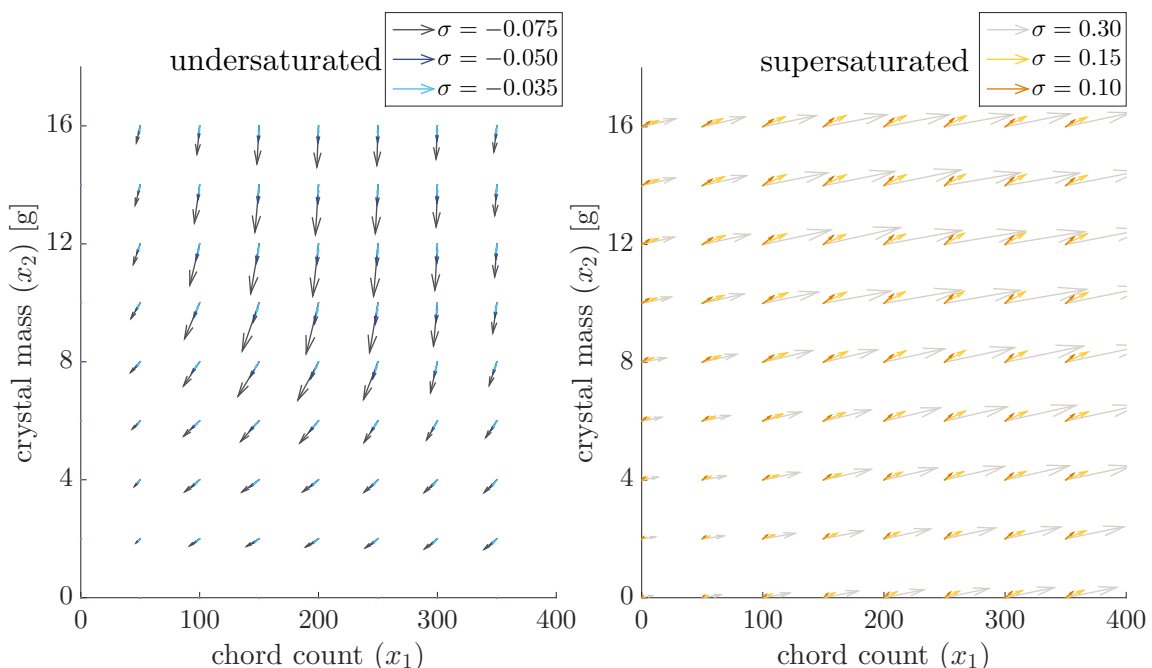 undersaturated
σ = −0.075
σ = −0.050
σ = −0.035
crystal mass (x₂) [g]
16
12
8
4
0
0 100 200 300 400
chord count (x₁)
supersaturated
σ = 0.30
σ = 0.15
σ = 0.10
crystal mass (x₂) [g]
16
12
8
4
0
0 100 200 300 400
chord count (x₁)